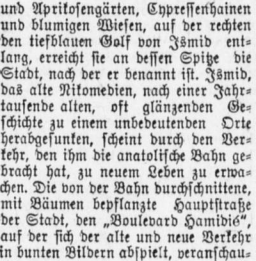 und Aprikosengärten, Cypressenhainen
und blumigen Wiesen, auf der rechten
den tiefblauen Golf von Ismid ent-
lang, erreicht sie an dessen Spitze die
Stadt, nach der er benannt ist. Ismid,
das alte Nikomedien, nach einer Jahr-
tausende alten, oft glänzenden Ge-
schichte zu einem unbedeutenden Orte
herabgesunken, scheint durch den Ver-
kehr, den ihm die anatolische Bahn ge-
bracht hat, zu neuem Leben zu erwa-
chen. Die von der Bahn durchschnittene,
mit Bäumen bepflanzte Hauptstraße
der Stadt, den „Boulevard Hamidié“,
auf der sich der alte und neue Verkehr
in bunten Bildern abspielt, veranschau-